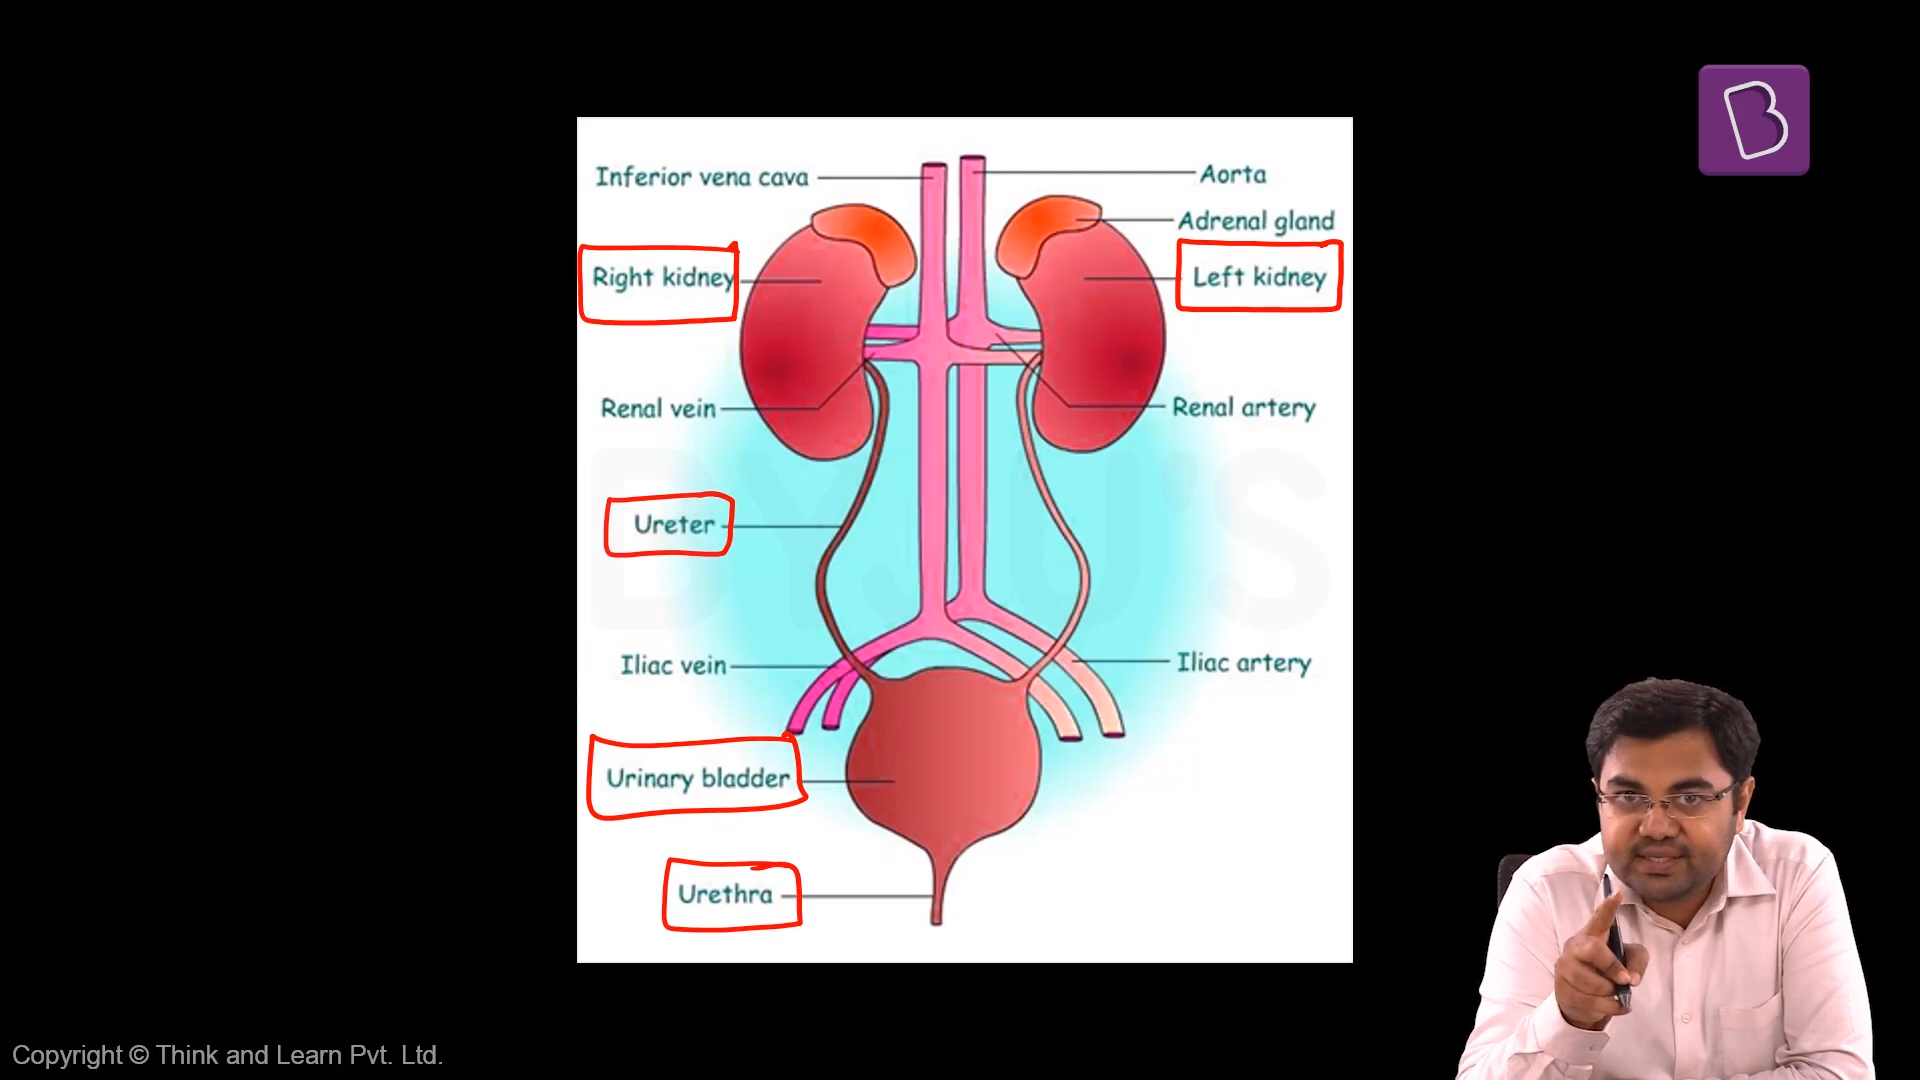 Inferior vena cava
Aorta
Adrenal gland
Right kidney
Left kidney
Renal vein
Renal artery
BYJU'S
Ureter
Iliac vein
Iliac artery
Urinary bladder
Urethra
B
Copyright © Think and Learn Pvt. Ltd.